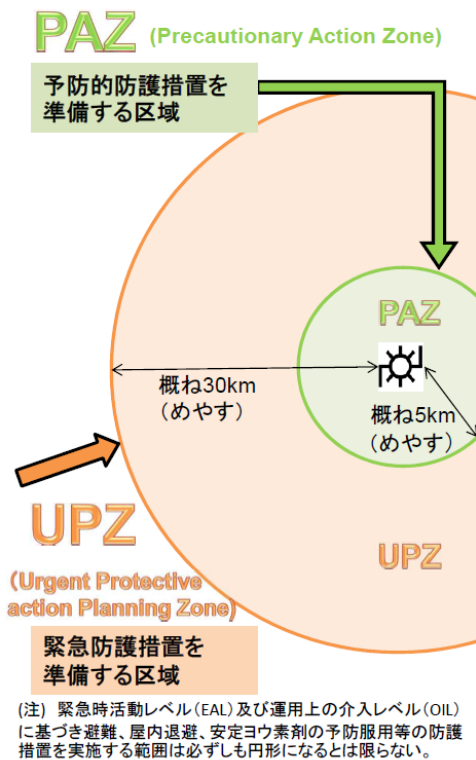 PAZ (Precautionary Action Zone)
予防的防護措置を
準備する区域
PAZ
概ね30km
（めやす）
概ね5km
（めやす）
UPZ
UPZ
(Urgent Protective
action Planning Zone)
緊急防護措置を
準備する区域
(注)　緊急時活動レベル（EAL）及び運用上の介入レベル（OIL）
に基づき避難、屋内退避、安定ヨウ素剤の予防服用等の防護
措置を実施する範囲は必ずしも円形になるとは限らない。